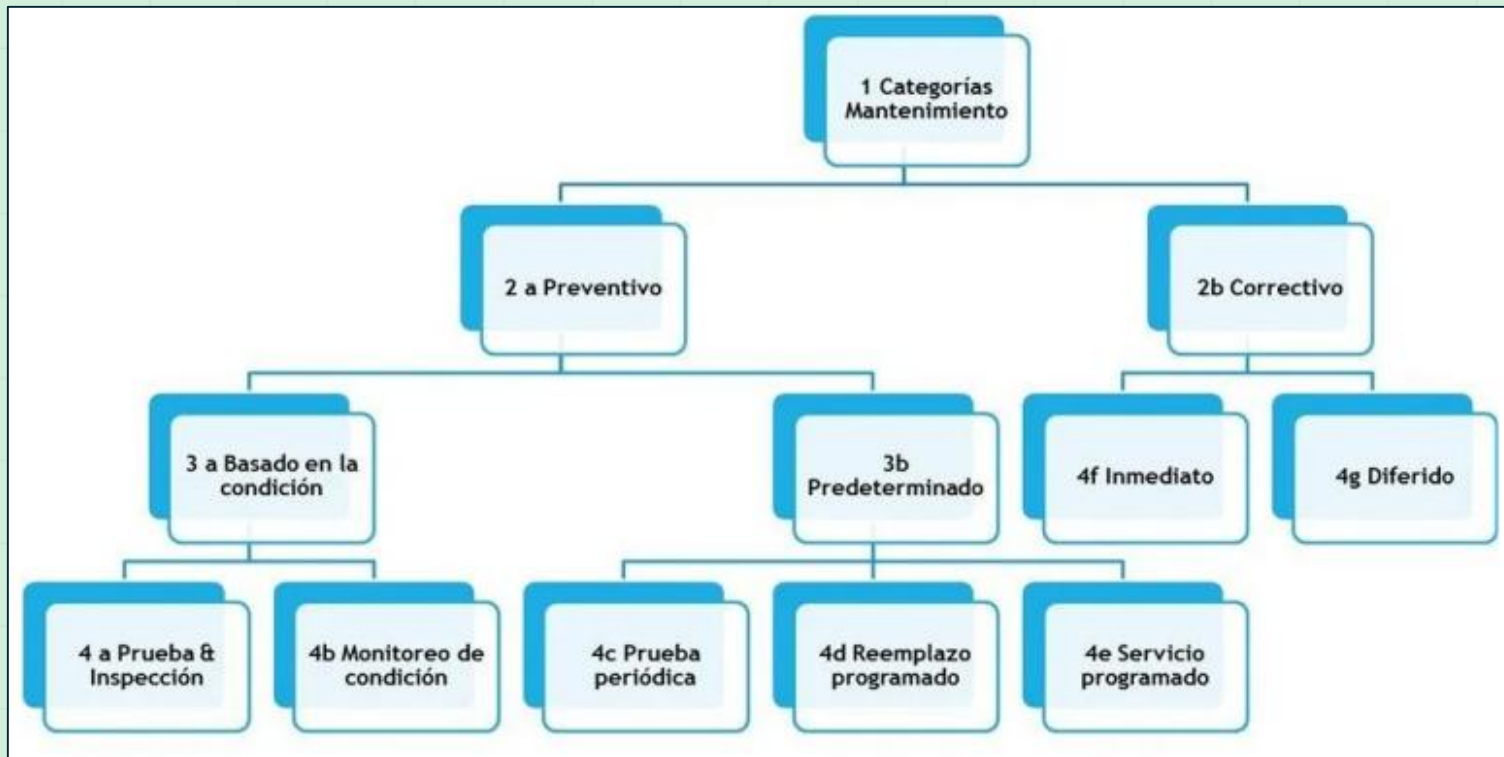 1 Categorías
Mantenimiento
2 a Preventivo
2b Correctivo
3 a Basado en la
condición
3b
Predeterminado
4f Inmediato
4g Diferido
4 a Prueba &
Inspección
4b Monitoreo de
condición
4c Prueba
periódica
4d Reemplazo
programado
4e Servicio
programado